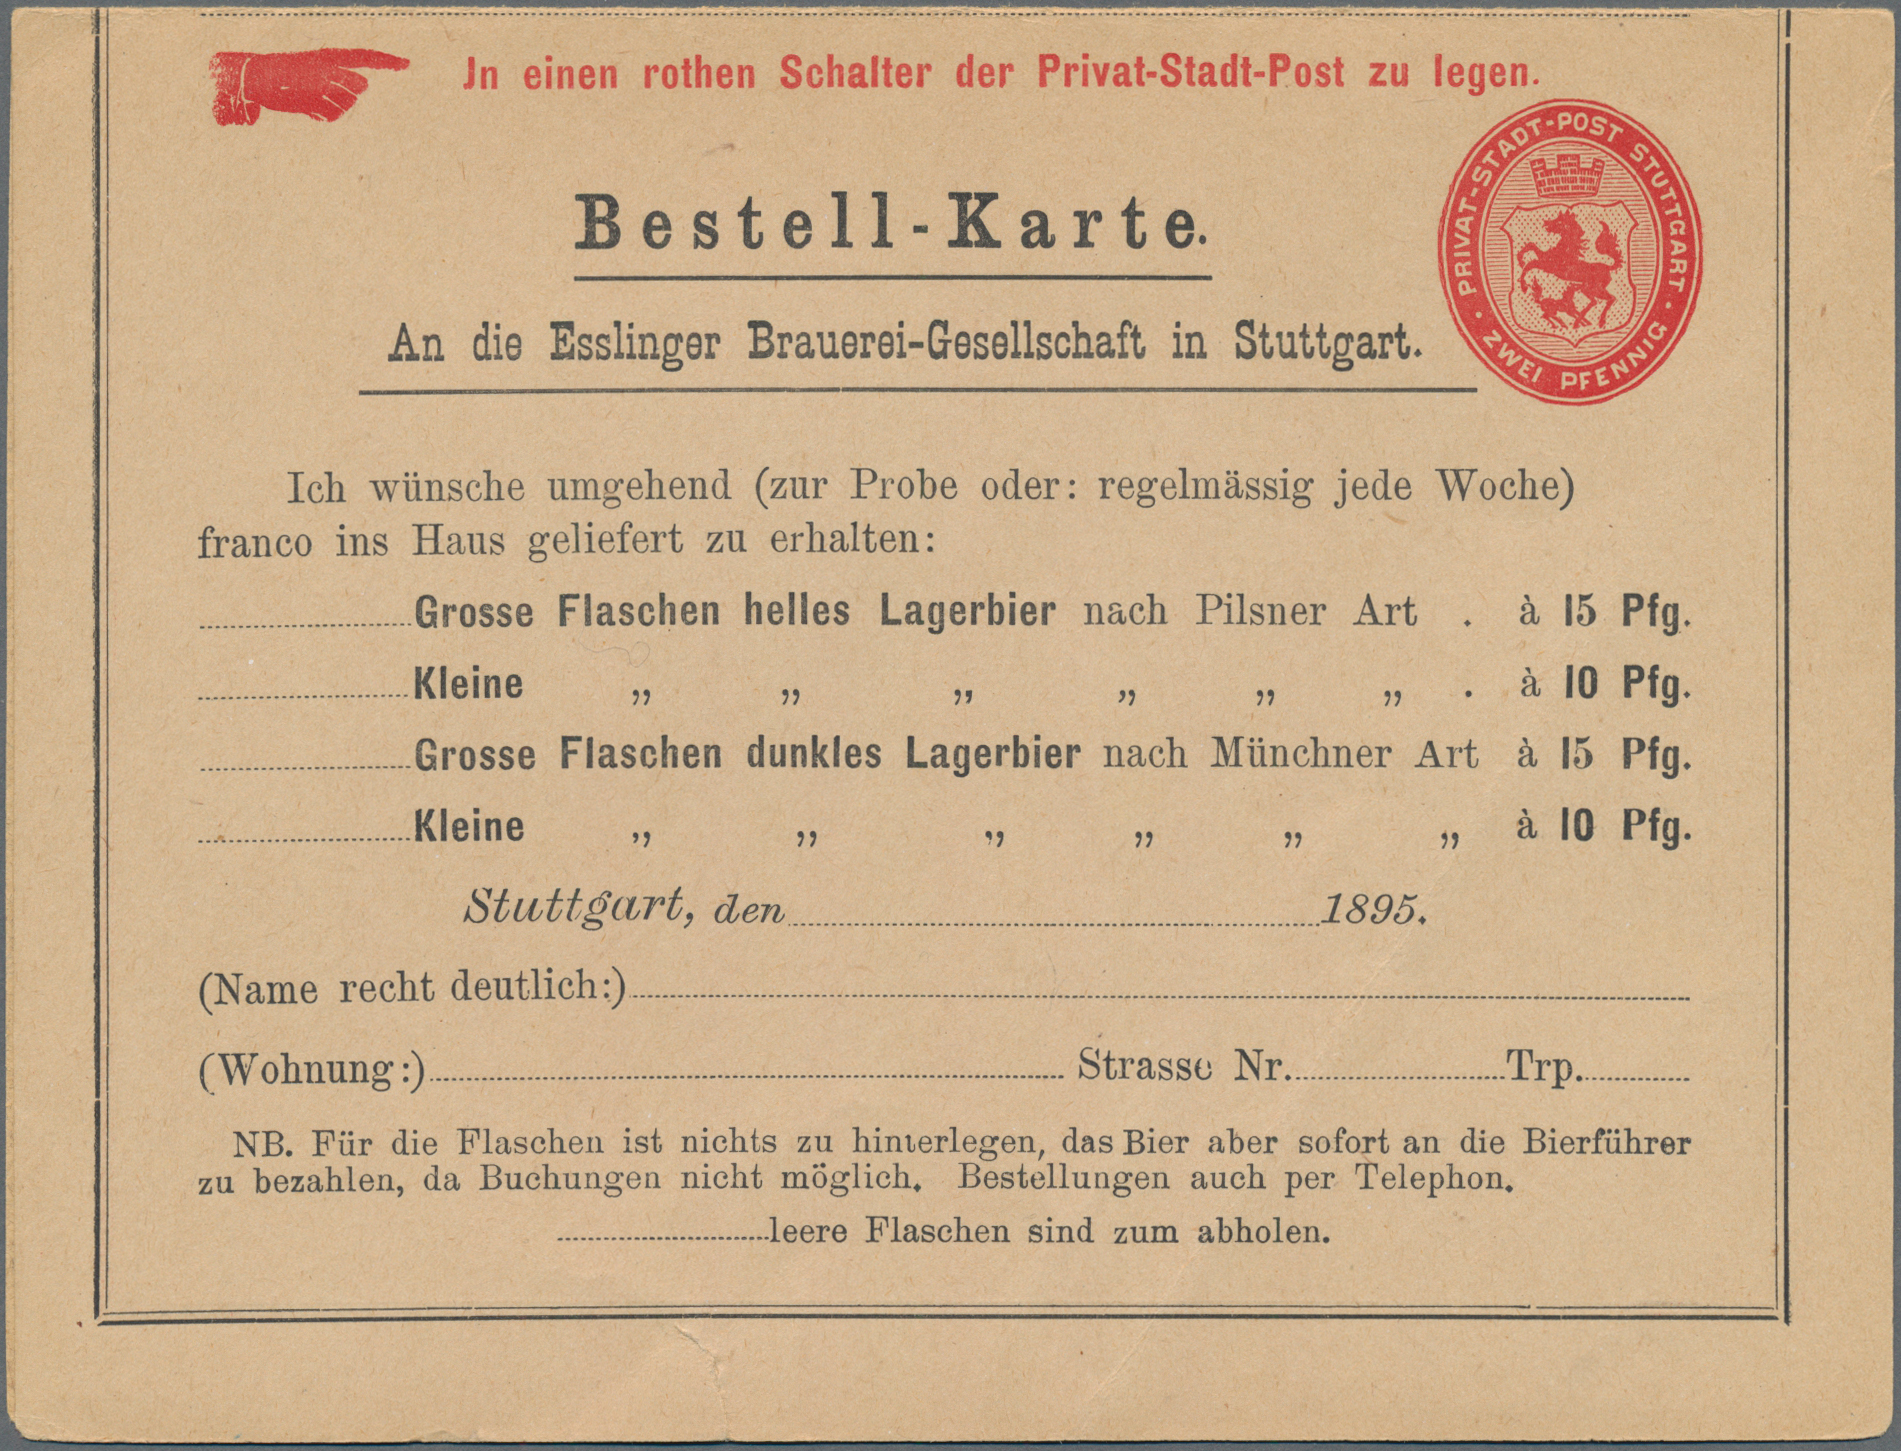 In einen rothen Schalter der Privat-Stadt-Post zu legen.
PRIVAT-STADT-POST STUTTGART · ZWEI PFENNIG ·
Bestell-Karte.
An die Esslinger Brauerei-Gesellschaft in Stuttgart.
Ich wünsche umgehend (zur Probe oder: regelmässig jede Woche)
franco ins Haus geliefert zu erhalten:
Grosse Flaschen helles Lagerbier nach Pilsner Art . à 15 Pfg.
Kleine „ „ „ „ „ „ . à 10 Pfg.
Grosse Flaschen dunkles Lagerbier nach Münchner Art à 15 Pfg.
Kleine „ „ „ „ „ „ à 10 Pfg.
Stuttgart, den 1895.
(Name recht deutlich:)
(Wohnung:) Strasse Nr. Trp.
NB. Für die Flaschen ist nichts zu hinterlegen, das Bier aber sofort an die Bierführer
zu bezahlen, da Buchungen nicht möglich. Bestellungen auch per Telephon.
leere Flaschen sind zum abholen.